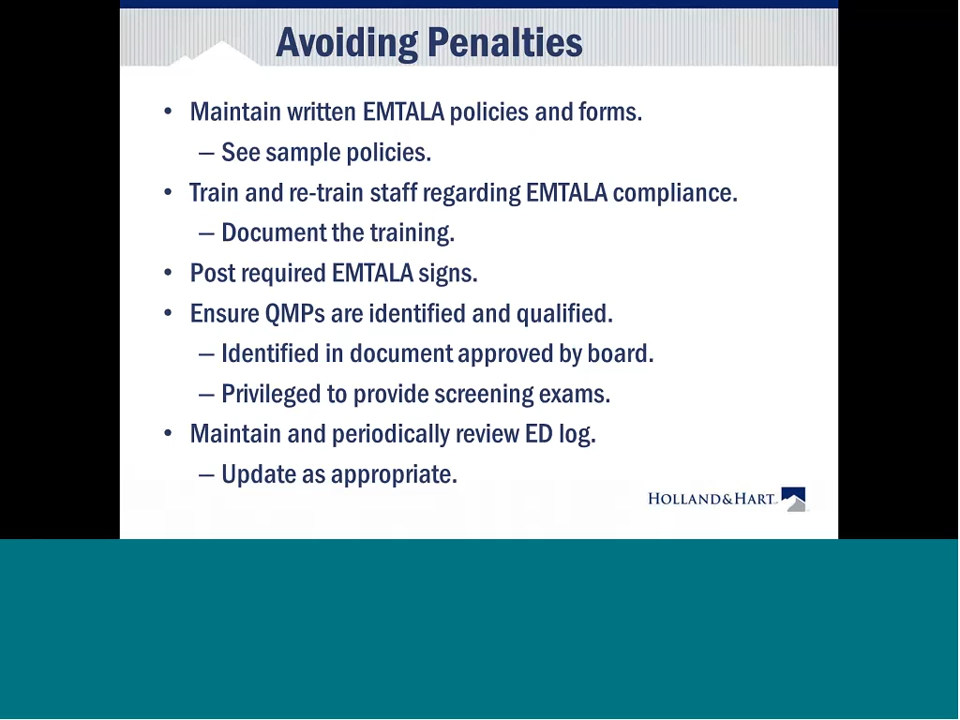 Avoiding Penalties
• Maintain written EMTALA policies and forms.
– See sample policies.
• Train and re-train staff regarding EMTALA compliance.
– Document the training.
• Post required EMTALA signs.
• Ensure QMPs are identified and qualified.
– Identified in document approved by board.
– Privileged to provide screening exams.
• Maintain and periodically review ED log.
– Update as appropriate.
HOLLAND&HART